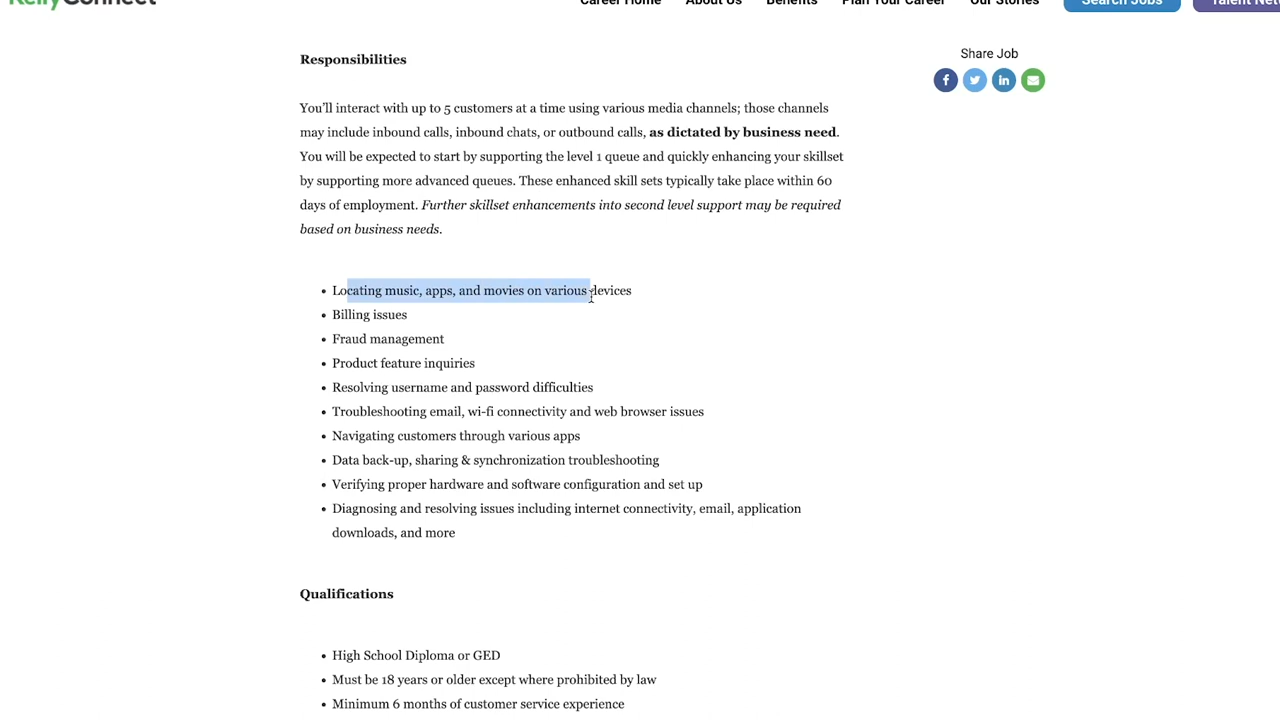 KellyConnect
Career Home About Us Benefits Plan Your Career Our Stories Search Jobs Talent Net
Responsibilities
Share Job
You'll interact with up to 5 customers at a time using various media channels; those channels
may include inbound calls, inbound chats, or outbound calls, as dictated by business need.
You will be expected to start by supporting the level 1 queue and quickly enhancing your skillset
by supporting more advanced queues. These enhanced skill sets typically take place within 60
days of employment. Further skillset enhancements into second level support may be required
based on business needs.
• Locating music, apps, and movies on various devices
• Billing issues
• Fraud management
• Product feature inquiries
• Resolving username and password difficulties
• Troubleshooting email, wi-fi connectivity and web browser issues
• Navigating customers through various apps
• Data back-up, sharing & synchronization troubleshooting
• Verifying proper hardware and software configuration and set up
• Diagnosing and resolving issues including internet connectivity, email, application
downloads, and more
Qualifications
• High School Diploma or GED
• Must be 18 years or older except where prohibited by law
• Minimum 6 months of customer service experience